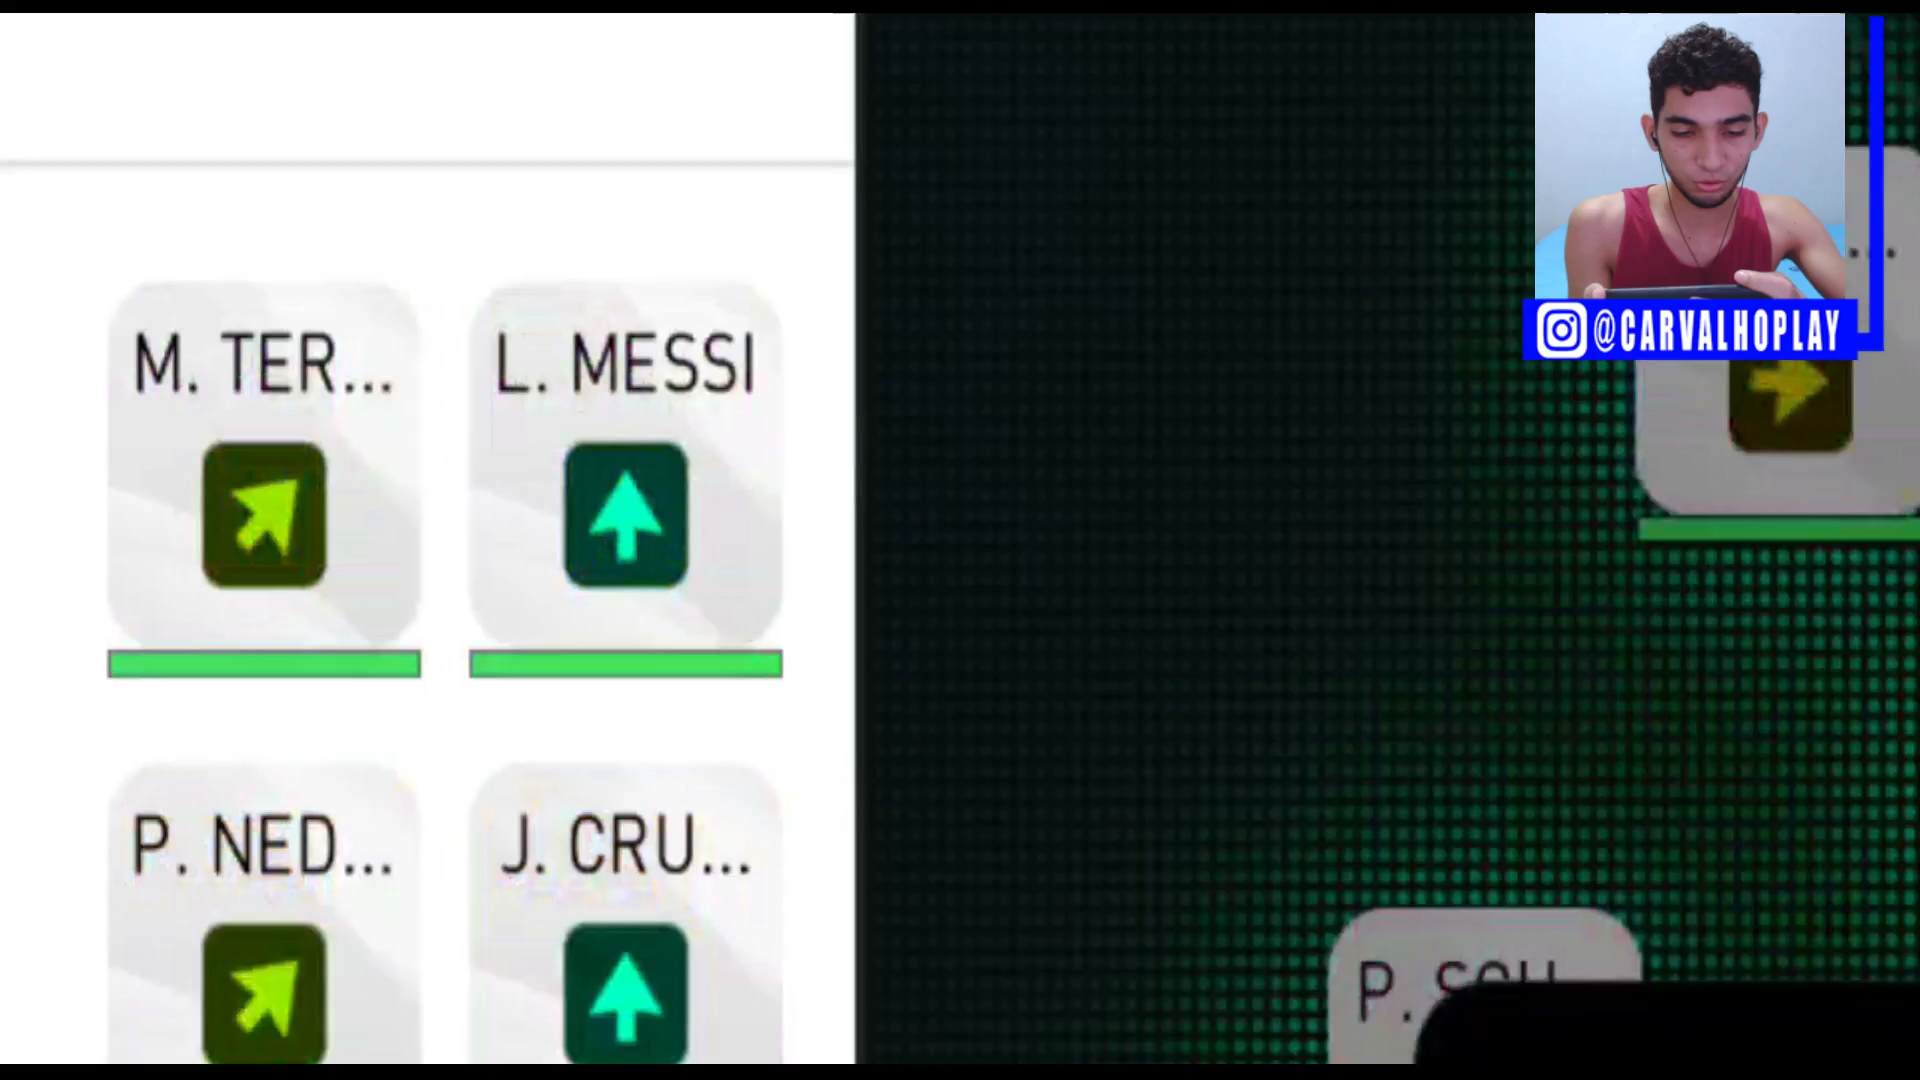 M. TER...
L. MESSI
P. NED...
J. CRU...
@CARVALHOPLAY
...
P.